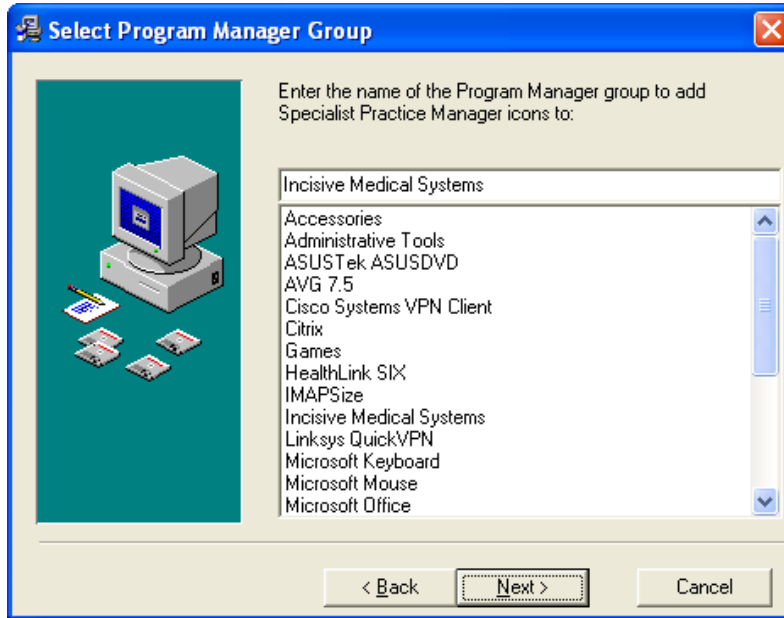 Select Program Manager Group
Enter the name of the Program Manager group to add
Specialist Practice Manager icons to:
Incisive Medical Systems
Accessories
Administrative Tools
ASUSTek ASUSDVD
AVG 7.5
Cisco Systems VPN Client
Citrix
Games
HealthLink SIX
IMAPSize
Incisive Medical Systems
Linksys QuickVPN
Microsoft Keyboard
Microsoft Mouse
Microsoft Office
< Back
Next >
Cancel